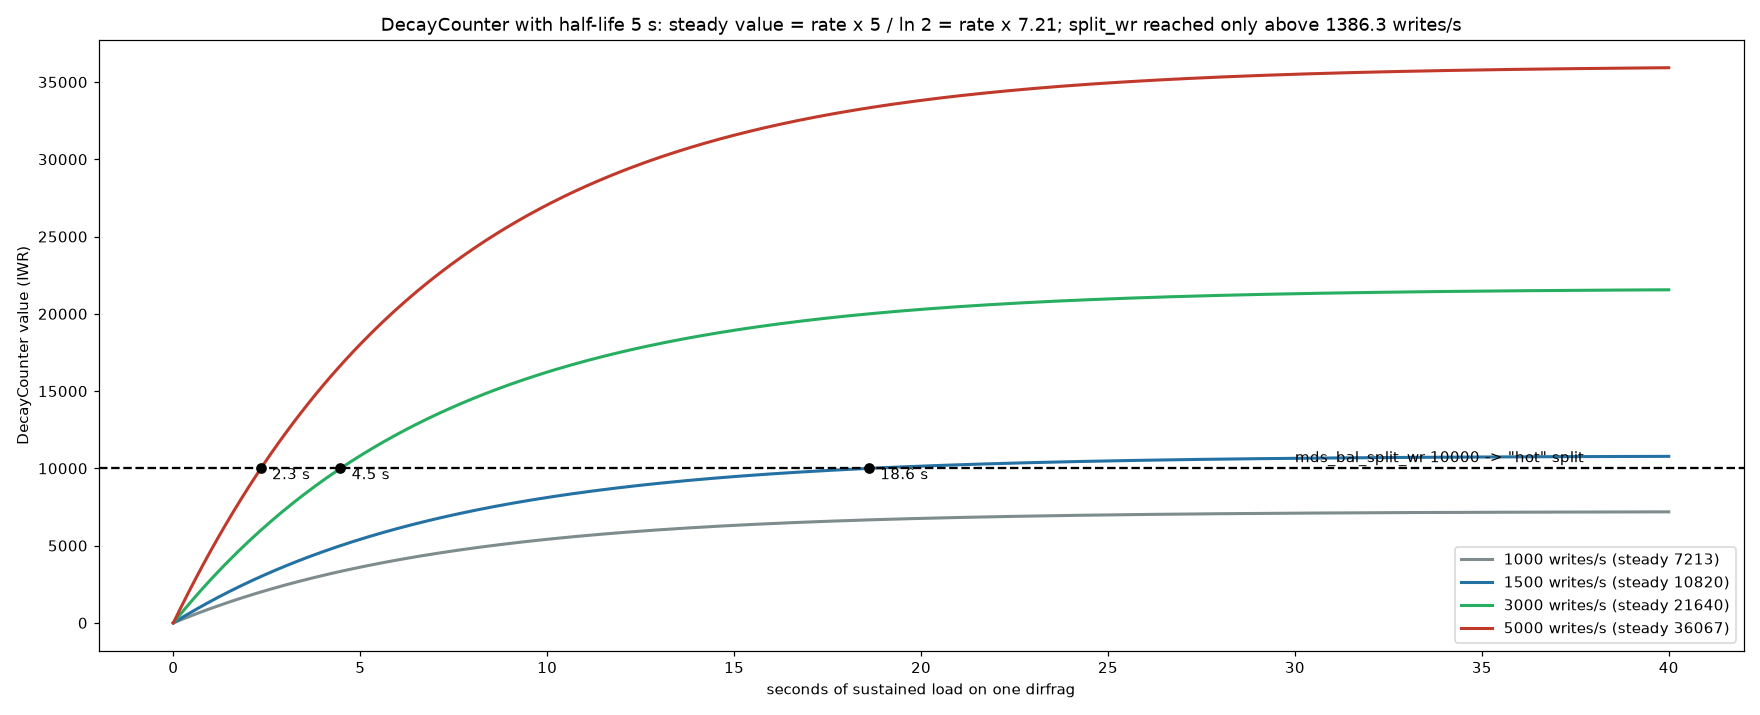 DecayCounter with half-life 5 s: steady value = rate x 5 / ln 2 = rate x 7.21; split_wr reached only above 1386.3 writes/s
DecayCounter value (IWR)
35000
30000
25000
20000
15000
10000
5000
0
mds_bal_split_wr 10000 -> "hot" split
2.3 s
4.5 s
18.6 s
1000 writes/s (steady 7213)
1500 writes/s (steady 10820)
3000 writes/s (steady 21640)
5000 writes/s (steady 36067)
0
5
10
15
20
25
30
35
40
seconds of sustained load on one dirfrag